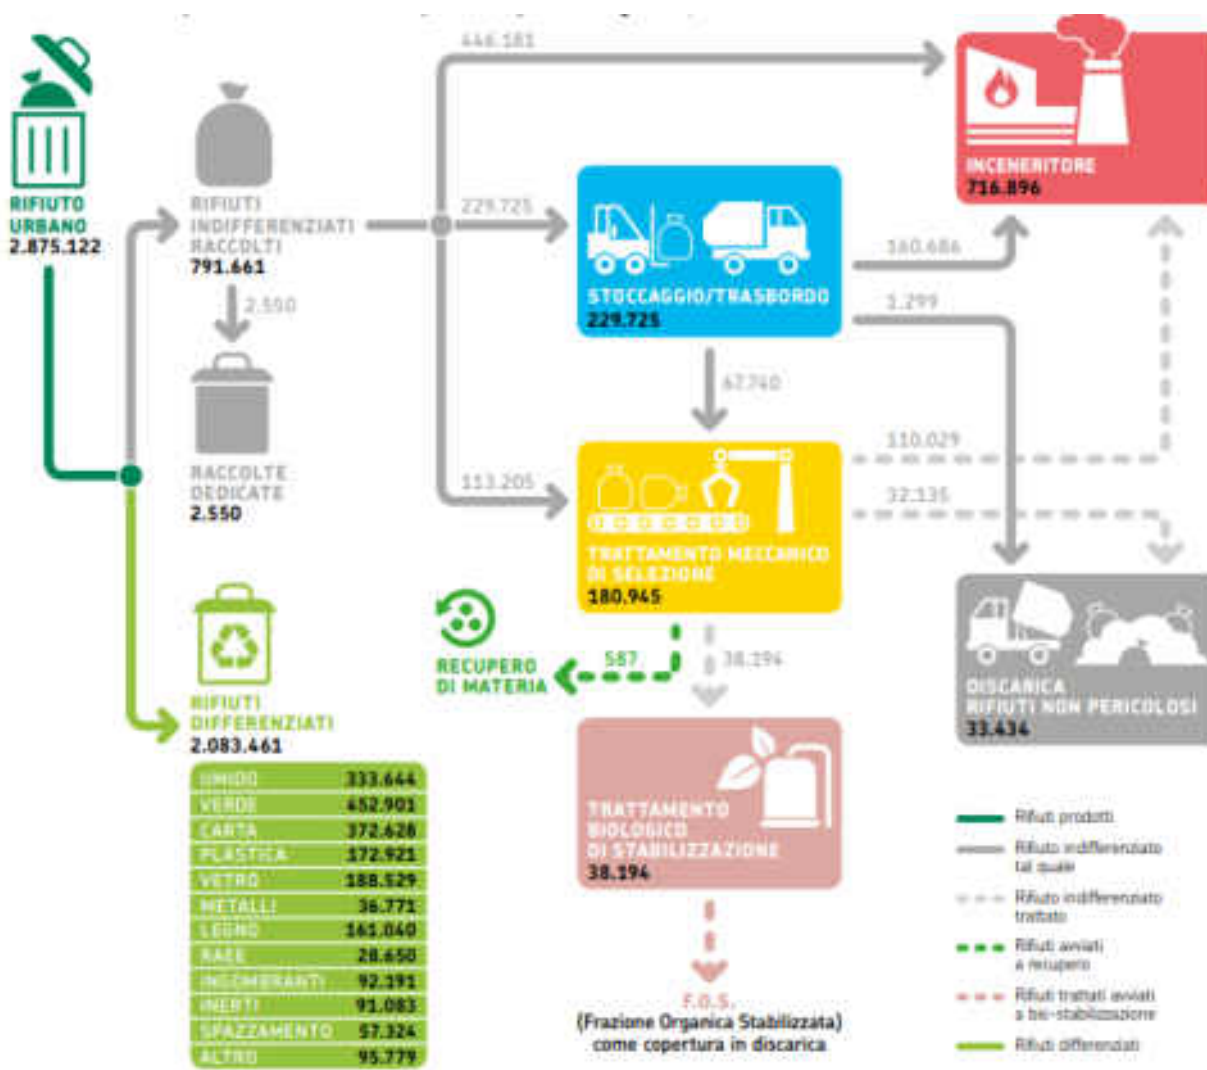 446.181
RIFIUTO
URBANO
2.875.122
RIFIUTI
INDIFFERENZIATI
RACCOLTI
791.661
2.550
RACCOLTE
DEDICATE
2.550
229.725
113.205
STOCCAGGIO/TRASBORDO
229.725
67.740
INCENERITORE
716.896
160.686
1.299
110.029
32.135
TRATTAMENTO MECCANICO
DI SELEZIONE
180.945
RECUPERO
DI MATERIA
587
38.194
DISCARICA
RIFIUTI NON PERICOLOSI
33.434
RIFIUTI
DIFFERENZIATI
2.083.461
UMIDO 333.644
VERDE 452.901
CARTA 372.628
PLASTICA 172.921
VETRO 188.529
METALLI 36.771
LEGNO 161.040
RAEE 28.650
INGOMBRANTI 92.191
INERTI 91.083
SPAZZAMENTO 57.324
ALTRO 95.779
TRATTAMENTO
BIOLOGICO
DI STABILIZZAZIONE
38.194
F.O.S.
(Frazione Organica Stabilizzata)
come copertura in discarica
Rifiuti prodotti
Rifiuto indifferenziato
tal quale
Rifiuto indifferenziato
trattato
Rifiuti avviati
a recupero
Rifiuti trattati avviati
a bio-stabilizzazione
Rifiuti differenziati